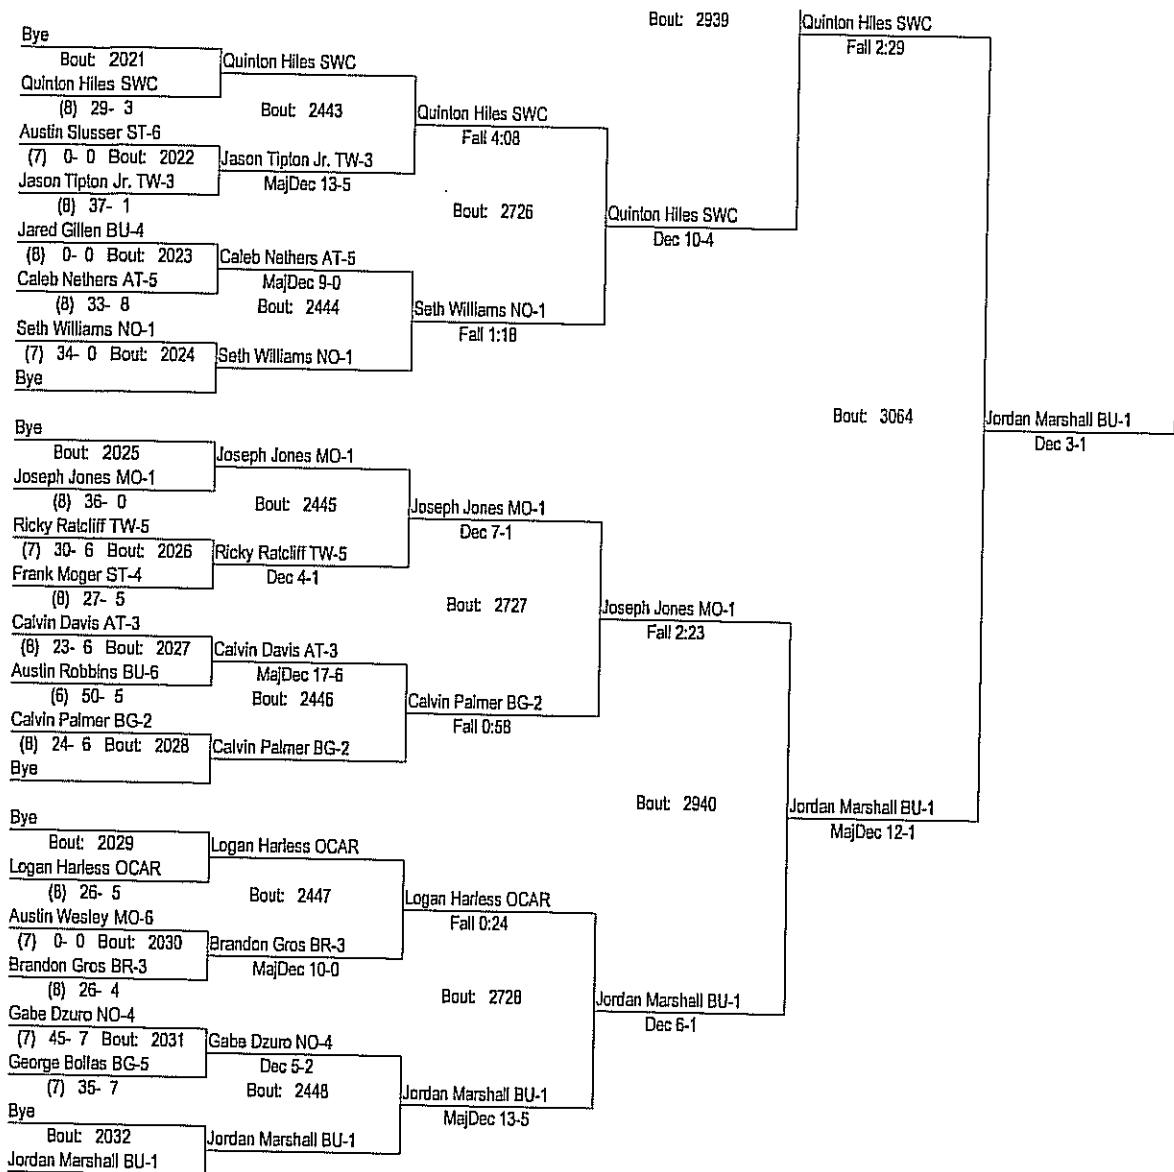 Bout: 2939
Quinton Hiles SWC
Fall 2:29
Bye
Bout: 2021
Quinton Hiles SWC
Quinton Hiles SWC
(8) 29- 3
Bout: 2443
Quinton Hiles SWC
Fall 4:08
Austin Slusser ST-6
(7) 0- 0 Bout: 2022
Jason Tipton Jr. TW-3
MajDec 13-5
Jason Tipton Jr. TW-3
(8) 37- 1
Bout: 2726
Quinton Hiles SWC
Dec 10-4
Jared Gillen BU-4
(8) 0- 0 Bout: 2023
Caleb Nethers AT-5
MajDec 9-0
Caleb Nethers AT-5
(8) 33- 8
Bout: 2444
Seth Williams NO-1
Fall 1:18
Seth Williams NO-1
(7) 34- 0 Bout: 2024
Seth Williams NO-1
Bye
Bout: 3064
Jordan Marshall BU-1
Dec 3-1
Bye
Bout: 2025
Joseph Jones MO-1
Joseph Jones MO-1
(8) 36- 0
Bout: 2445
Joseph Jones MO-1
Dec 7-1
Ricky Ratcliff TW-5
(7) 30- 6 Bout: 2026
Ricky Ratcliff TW-5
Dec 4-1
Frank Moger ST-4
(8) 27- 5
Bout: 2727
Joseph Jones MO-1
Fall 2:23
Calvin Davis AT-3
(8) 23- 6 Bout: 2027
Calvin Davis AT-3
MajDec 17-6
Austin Robbins BU-6
(6) 50- 5
Bout: 2446
Calvin Palmer BG-2
Fall 0:58
Calvin Palmer BG-2
(8) 24- 6 Bout: 2028
Calvin Palmer BG-2
Bye
Bout: 2940
Jordan Marshall BU-1
MajDec 12-1
Bye
Bout: 2029
Logan Harless OCAR
Logan Harless OCAR
(8) 26- 5
Bout: 2447
Logan Harless OCAR
Fall 0:24
Austin Wesley MO-6
(7) 0- 0 Bout: 2030
Brandon Gros BR-3
MajDec 10-0
Brandon Gros BR-3
(8) 26- 4
Bout: 2728
Jordan Marshall BU-1
Dec 6-1
Gabe Dzuro NO-4
(7) 45- 7 Bout: 2031
Gabe Dzuro NO-4
Dec 5-2
George Bollas BG-5
(7) 35- 7
Bout: 2448
Jordan Marshall BU-1
MajDec 13-5
Bye
Bout: 2032
Jordan Marshall BU-1
Jordan Marshall BU-1